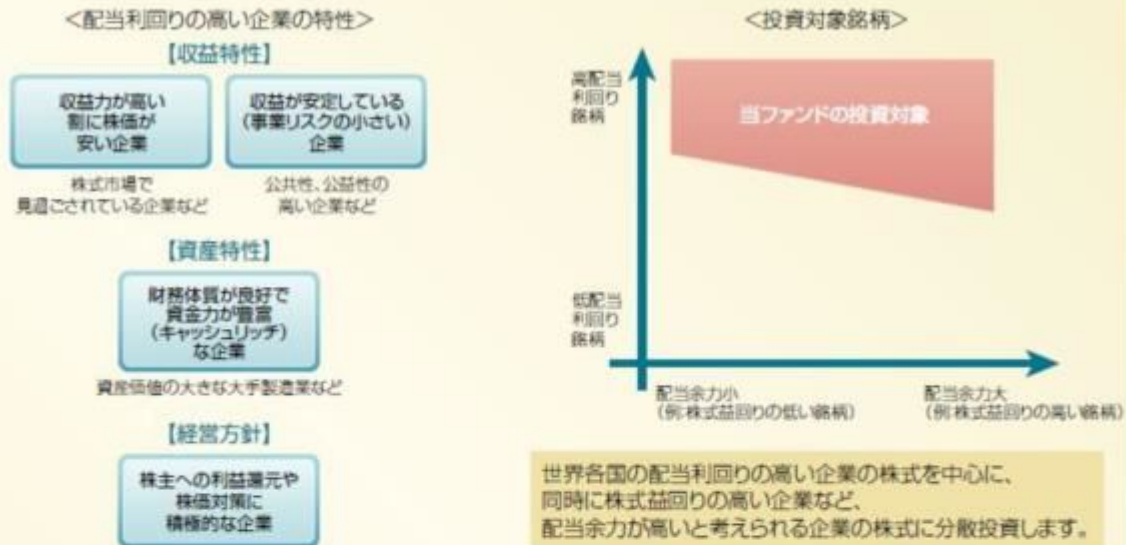 <配当利回りの高い企業の特性>
【収益特性】
収益力が高い
割に株価が
安い企業
株式市場で
見過ごされている企業など
収益が安定している
(事業リスクの小さい)
企業
公共性、公益性の
高い企業など
【資産特性】
財務体質が良好で
資金力が豊富
(キャッシュリッチ)
な企業
資産価値の大きな大手製造業など
【経営方針】
株主への利益還元や
株価対策に
積極的な企業
<投資対象銘柄>
高配当
利回り
銘柄
当ファンドの投資対象
低配当
利回り
銘柄
配当余力小
(例:株式益回りの低い銘柄)
配当余力大
(例:株式益回りの高い銘柄)
世界各国の配当利回りの高い企業の株式を中心に、
同時に株式益回りの高い企業など、
配当余力が高いと考えられる企業の株式に分散投資します。